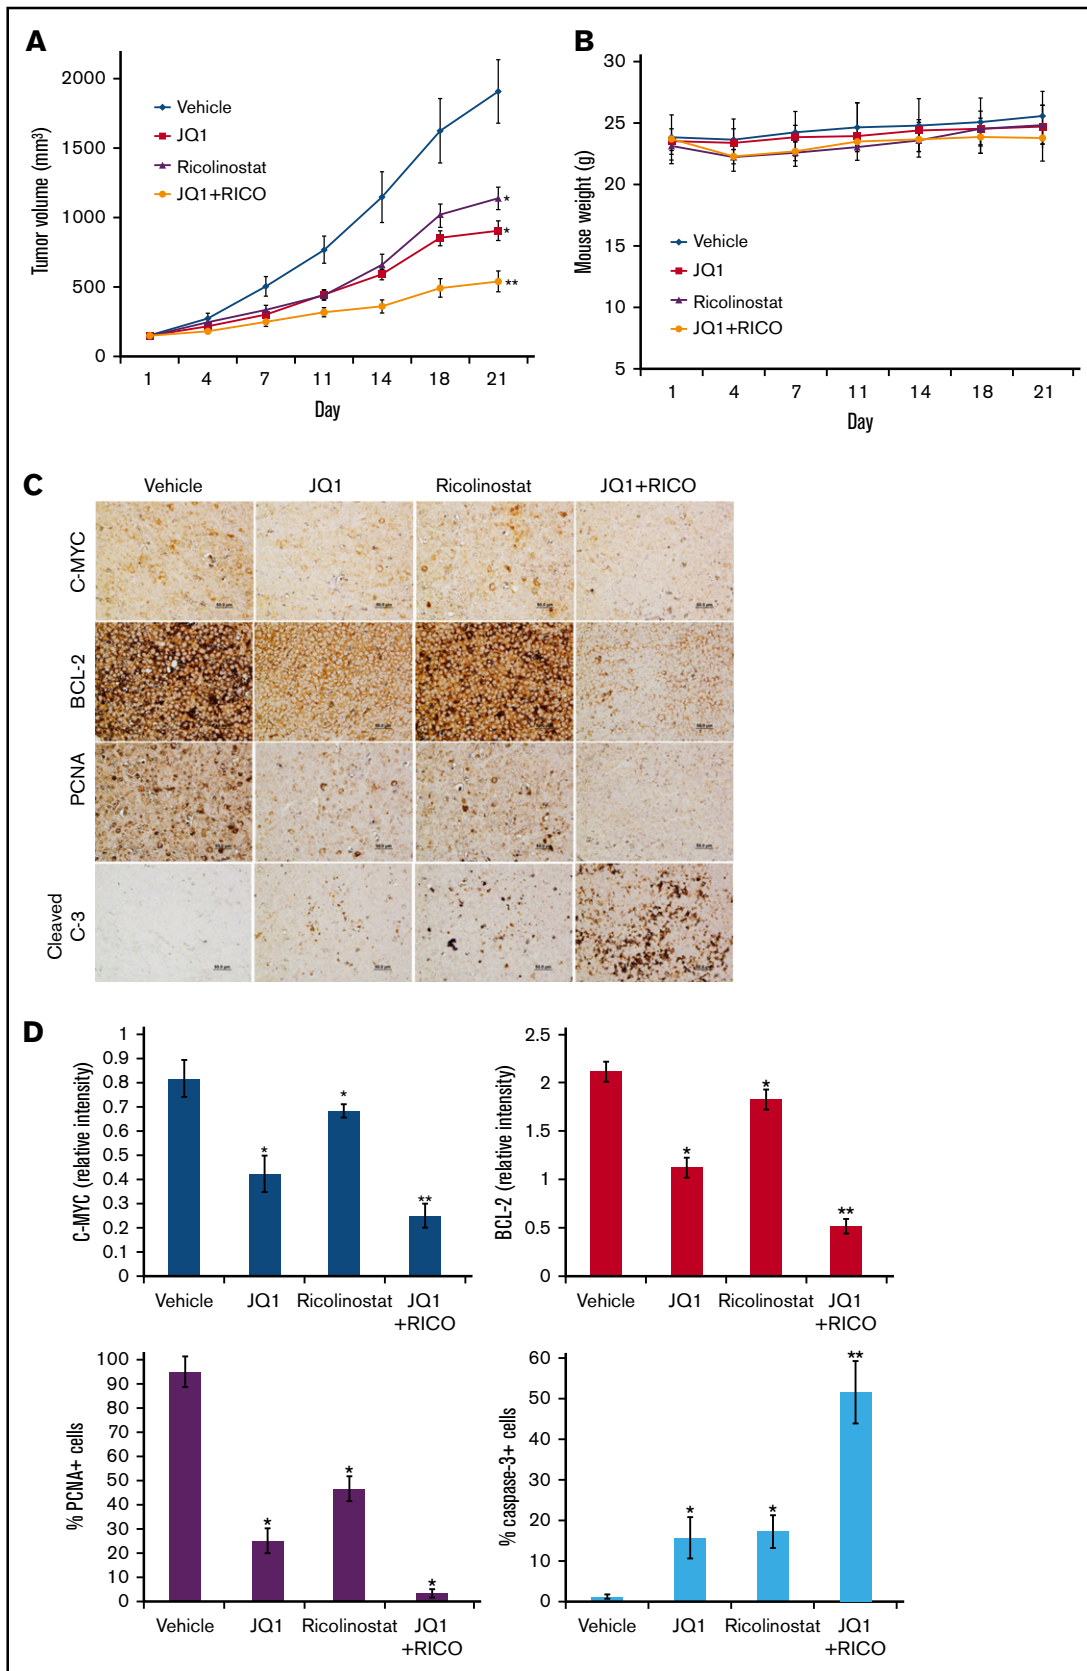 A
Tumor volume (mm³)
2000
1500
1000
500
0
Vehicle
JQ1
Ricolinostat
JQ1+RICO
*
*
**
1 4 7 11 14 18 21
Day
B
Mouse weight (g)
30
25
20
15
10
5
Vehicle
JQ1
Ricolinostat
JQ1+RICO
1 4 7 11 14 18 21
Day
C
Vehicle JQ1 Ricolinostat JQ1+RICO
C-MYC
BCL-2
PCNA
Cleaved
C-3
D
C-MYC (relative intensity)
1
0.9
0.8
0.7
0.6
0.5
0.4
0.3
0.2
0.1
0
*
*
**
Vehicle JQ1 Ricolinostat JQ1
+RICO
BCL-2 (relative intensity)
2.5
2
1.5
1
0.5
0
*
*
**
Vehicle JQ1 Ricolinostat JQ1
+RICO
% PCNA+ cells
100
90
80
70
60
50
40
30
20
10
0
*
*
*
Vehicle JQ1 Ricolinostat JQ1
+RICO
% caspase-3+ cells
60
50
40
30
20
10
0
*
*
**
Vehicle JQ1 Ricolinostat JQ1
+RICO